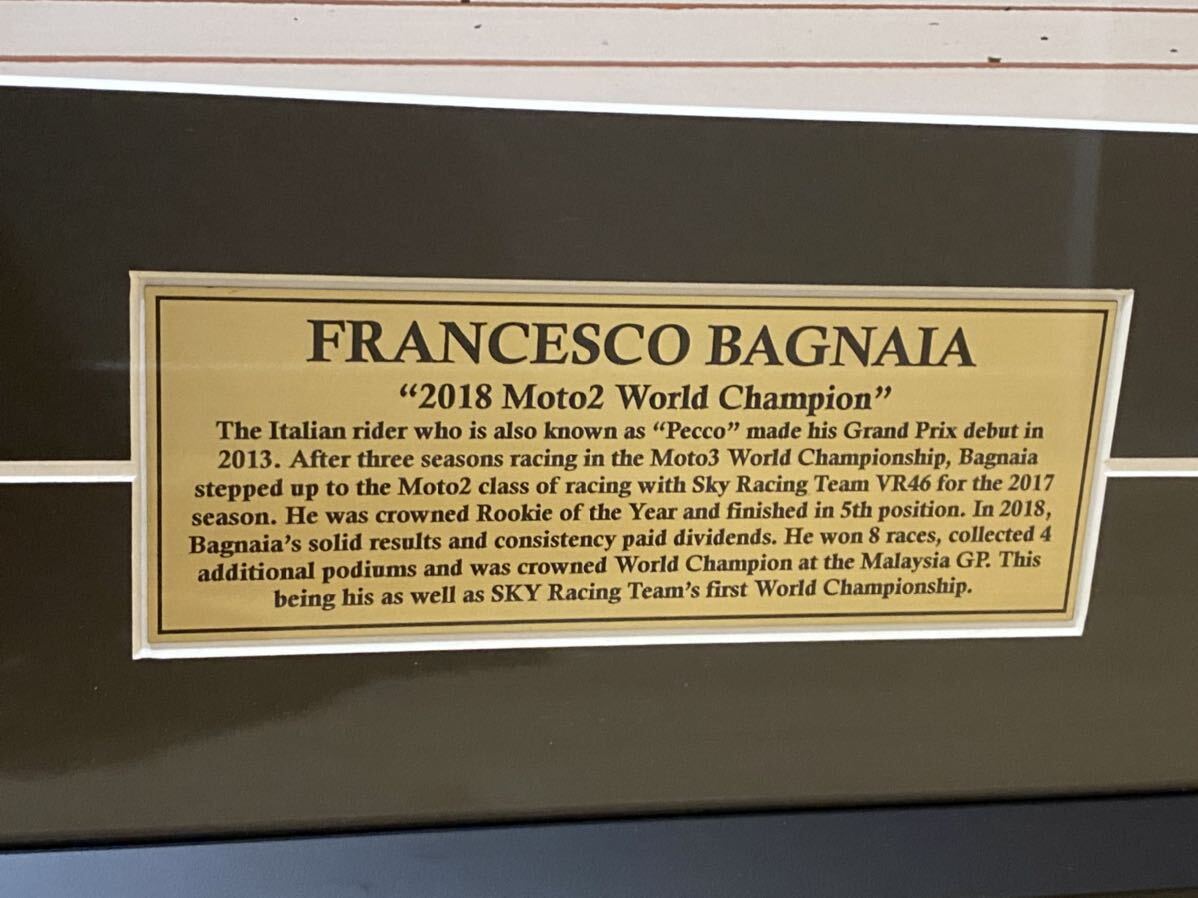 FRANCESCO BAGNAIA
“2018 Moto2 World Champion”
The Italian rider who is also known as “Pecco” made his Grand Prix debut in
2013. After three seasons racing in the Moto3 World Championship, Bagnaia
stepped up to the Moto2 class of racing with Sky Racing Team VR46 for the 2017
season. He was crowned Rookie of the Year and finished in 5th position. In 2018,
Bagnaia’s solid results and consistency paid dividends. He won 8 races, collected 4
additional podiums and was crowned World Champion at the Malaysia GP. This
being his as well as SKY Racing Team’s first World Championship.